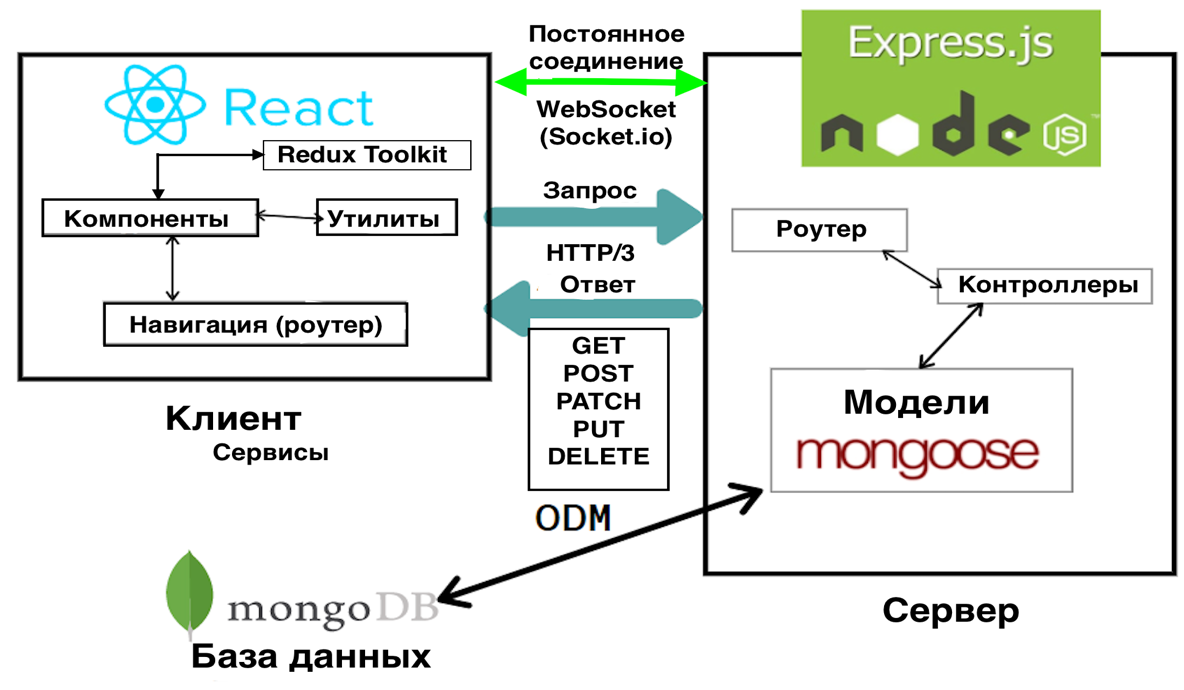 Постоянное
соединение
WebSocket
(Socket.io)
Express.js
node
JS
™
React
Redux Toolkit
Компоненты
Утилиты
Навигация (роутер)
Клиент
Сервисы
Запрос
HTTP/3
Ответ
GET
POST
PATCH
PUT
DELETE
ODM
Роутер
Контроллеры
Модели
mongoose
Сервер
mongoDB
База данных